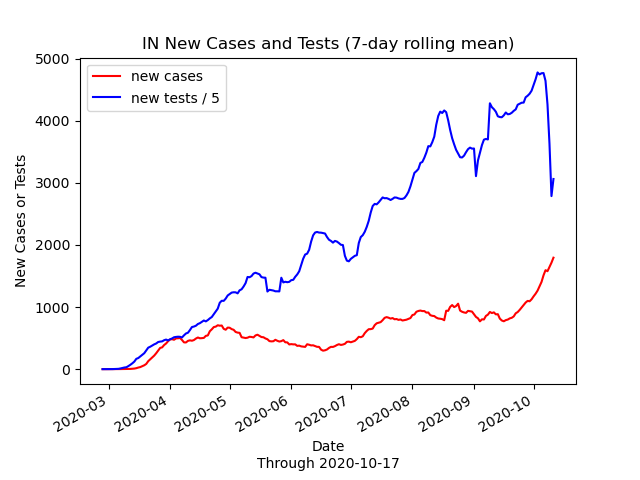 IN New Cases and Tests (7-day rolling mean)
new cases
new tests / 5
5000
4000
3000
2000
1000
0
New Cases or Tests
2020-03
2020-04
2020-05
2020-06
2020-07
2020-08
2020-09
2020-10
Date
Through 2020-10-17